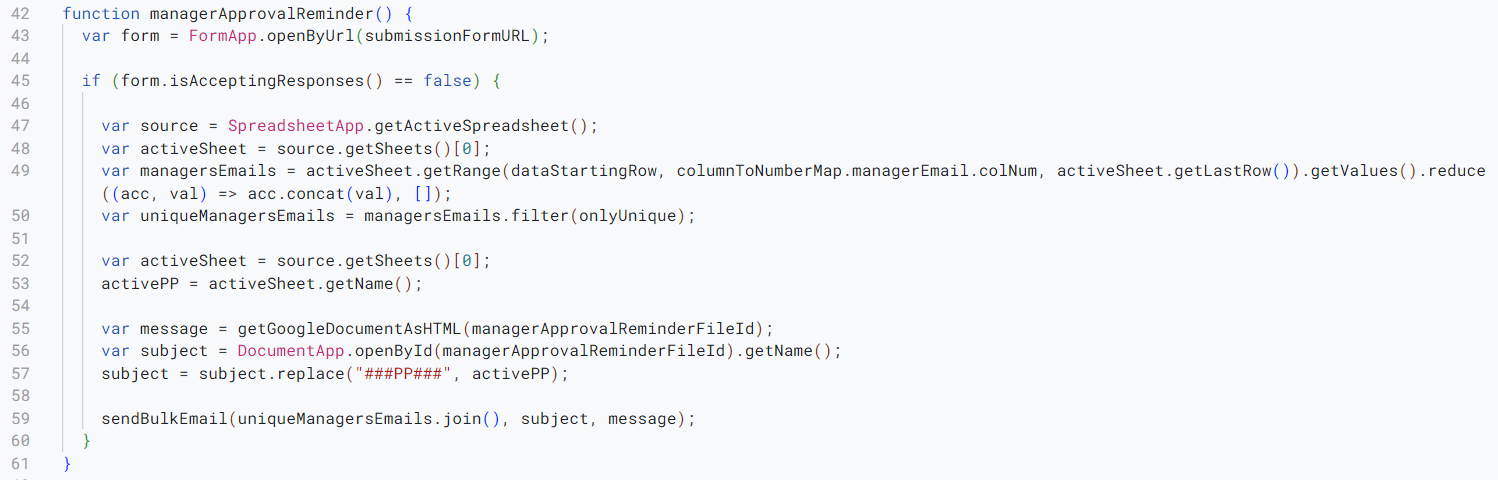 42 function managerApprovalReminder() {
43 var form = FormApp.openByUrl(submissionFormURL);
44
45 if (form.isAcceptingResponses() == false) {
46
47 var source = SpreadsheetApp.getActiveSpreadsheet();
48 var activeSheet = source.getSheets()[0];
49 var managersEmails = activeSheet.getRange(dataStartingRow, columnToNumberMap.managerEmail.colNum, activeSheet.getLastRow()).getValues().reduce
((acc, val) => acc.concat(val), []);
50 var uniqueManagersEmails = managersEmails.filter(onlyUnique);
51
52 var activeSheet = source.getSheets()[0];
53 activePP = activeSheet.getName();
54
55 var message = getGoogleDocumentAsHTML(managerApprovalReminderFileId);
56 var subject = DocumentApp.openById(managerApprovalReminderFileId).getName();
57 subject = subject.replace("###PP###", activePP);
58
59 sendBulkEmail(uniqueManagersEmails.join(), subject, message);
60 }
61 }